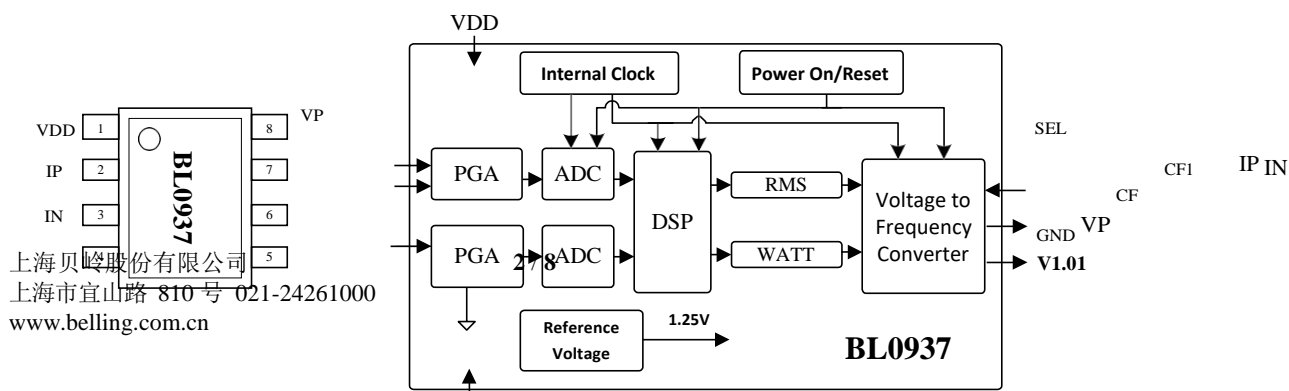 VDD
Internal Clock
Power On/Reset
VP
VDD 1
8
SEL
IP 2
7
BL0937
PGA
ADC
RMS
CF1
IP IN
IN 3
6
DSP
Voltage to
Frequency
Converter
CF
GND VP
4
5
PGA
ADC
WATT
V1.01
上海贝岭股份有限公司
2 / 8
上海市宜山路 810 号 021-24261000
www.belling.com.cn
Reference
Voltage
1.25V
BL0937